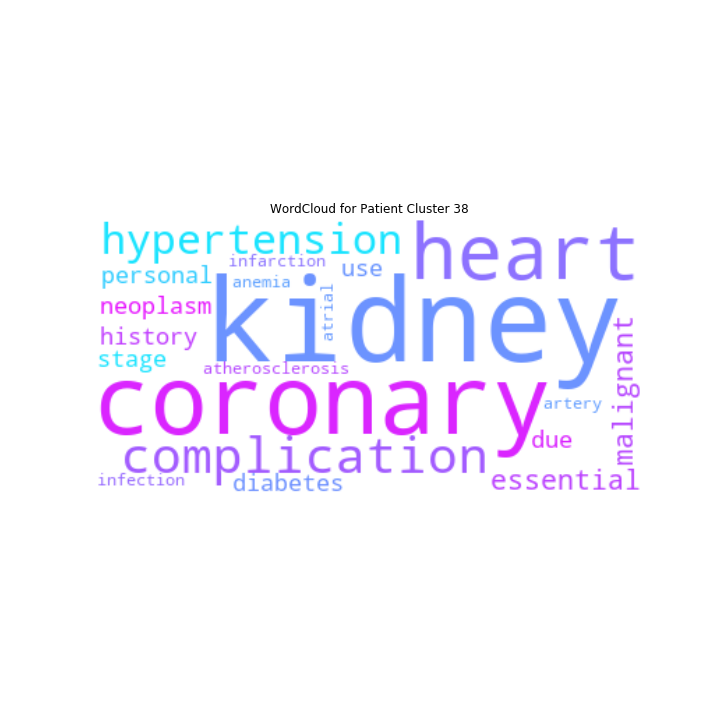 WordCloud for Patient Cluster 38
hypertension
heart
infarction
personal
use
anemia
kidney
atrial
neoplasm
history
stage
atherosclerosis
malignant
coronary
artery
due
complication
essential
infection
diabetes